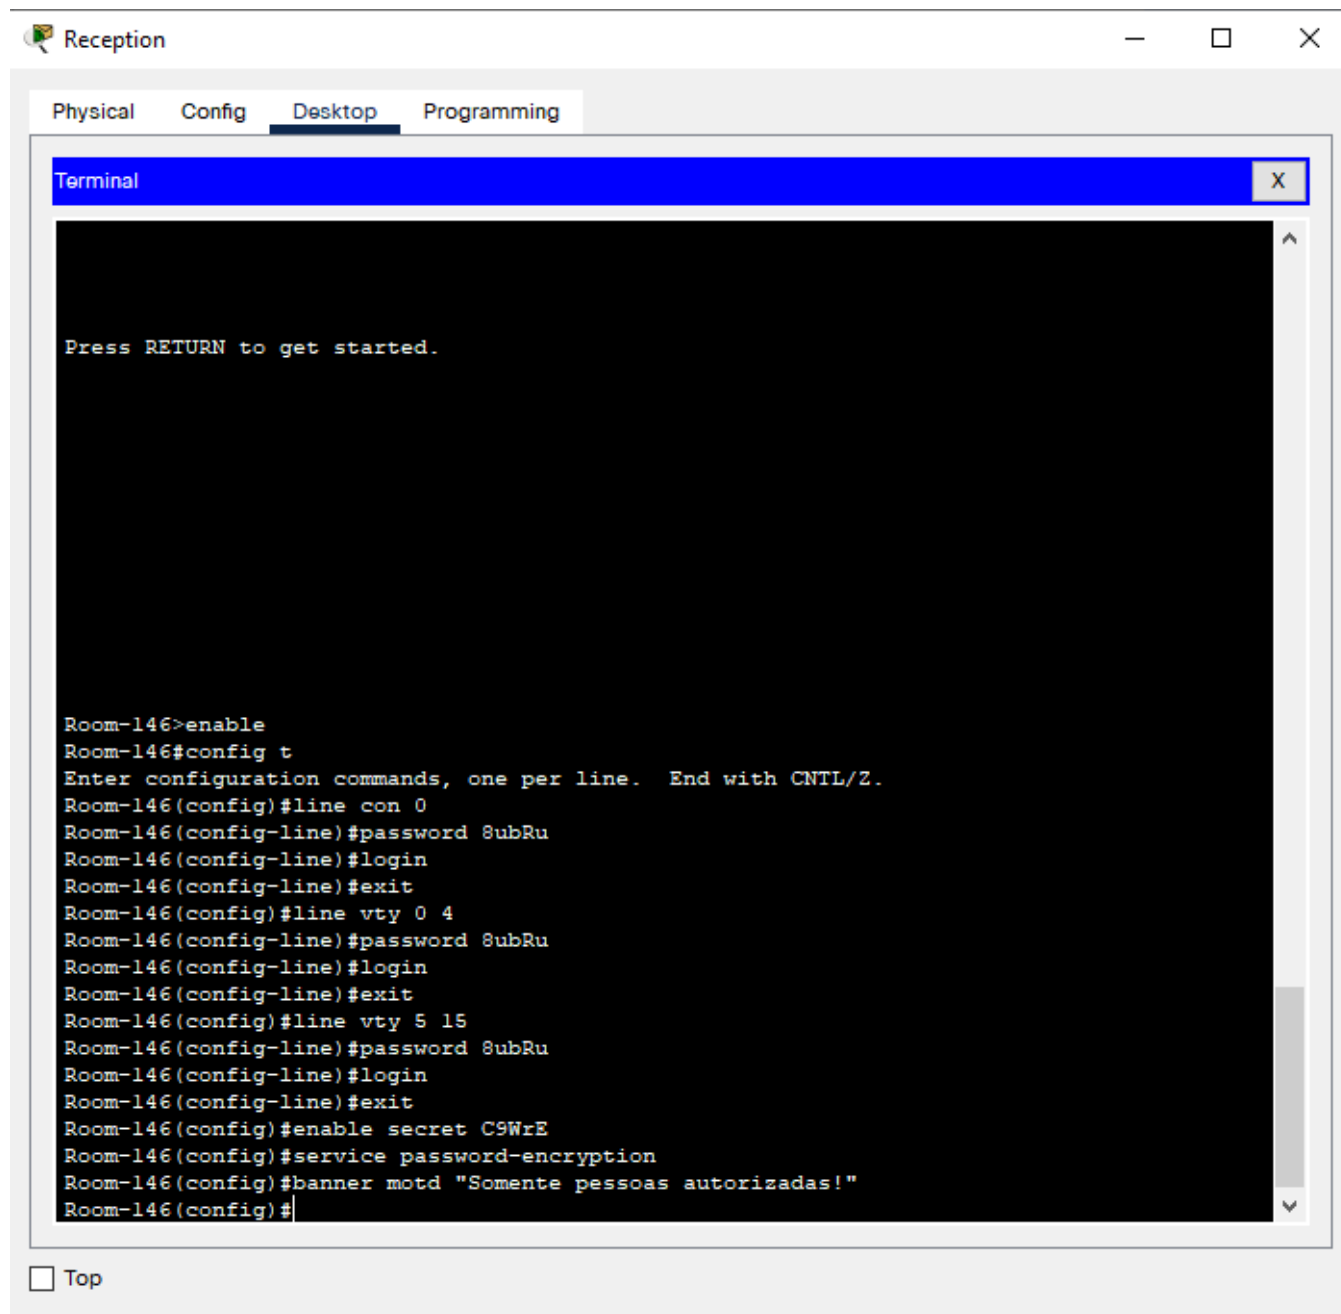 Reception
Physical Config Desktop Programming
Terminal
X
Press RETURN to get started.
Room-146>enable
Room-146#config t
Enter configuration commands, one per line.  End with CNTL/Z.
Room-146(config)#line con 0
Room-146(config-line)#password 8ubRu
Room-146(config-line)#login
Room-146(config-line)#exit
Room-146(config)#line vty 0 4
Room-146(config-line)#password 8ubRu
Room-146(config-line)#login
Room-146(config-line)#exit
Room-146(config)#line vty 5 15
Room-146(config-line)#password 8ubRu
Room-146(config-line)#login
Room-146(config-line)#exit
Room-146(config)#enable secret C9WrE
Room-146(config)#service password-encryption
Room-146(config)#banner motd "Somente pessoas autorizadas!"
Room-146(config)#
Top